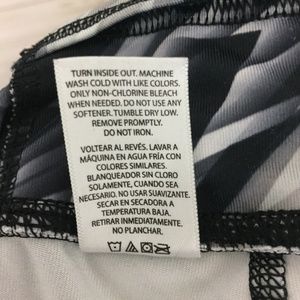 TURN INSIDE OUT. MACHINE
WASH COLD WITH LIKE COLORS.
ONLY NON-CHLORINE BLEACH
WHEN NEEDED. DO NOT USE ANY
SOFTENER. TUMBLE DRY LOW.
REMOVE PROMPTLY.
DO NOT IRON.
VOLTEAR AL REVÉS. LAVAR A
MÁQUINA EN AGUA FRÍA CON
COLORES SIMILARES.
BLANQUEADOR SIN CLORO
SOLAMENTE, CUANDO SEA
NECESARIO. NO USAR SUAVIZANTE.
SECAR EN SECADORA A
TEMPERATURA BAJA.
RETIRAR INMEDIATAMENTE.
NO PLANCHAR.